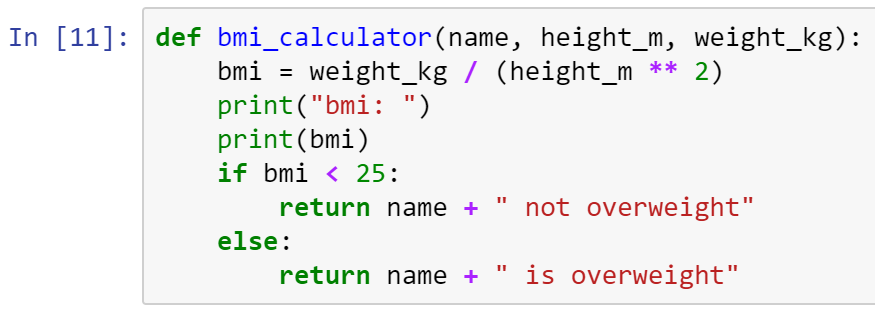 In [11]: def bmi_calculator(name, height_m, weight_kg):
    bmi = weight_kg / (height_m ** 2)
    print("bmi: ")
    print(bmi)
    if bmi < 25:
        return name + " not overweight"
    else:
        return name + " is overweight"